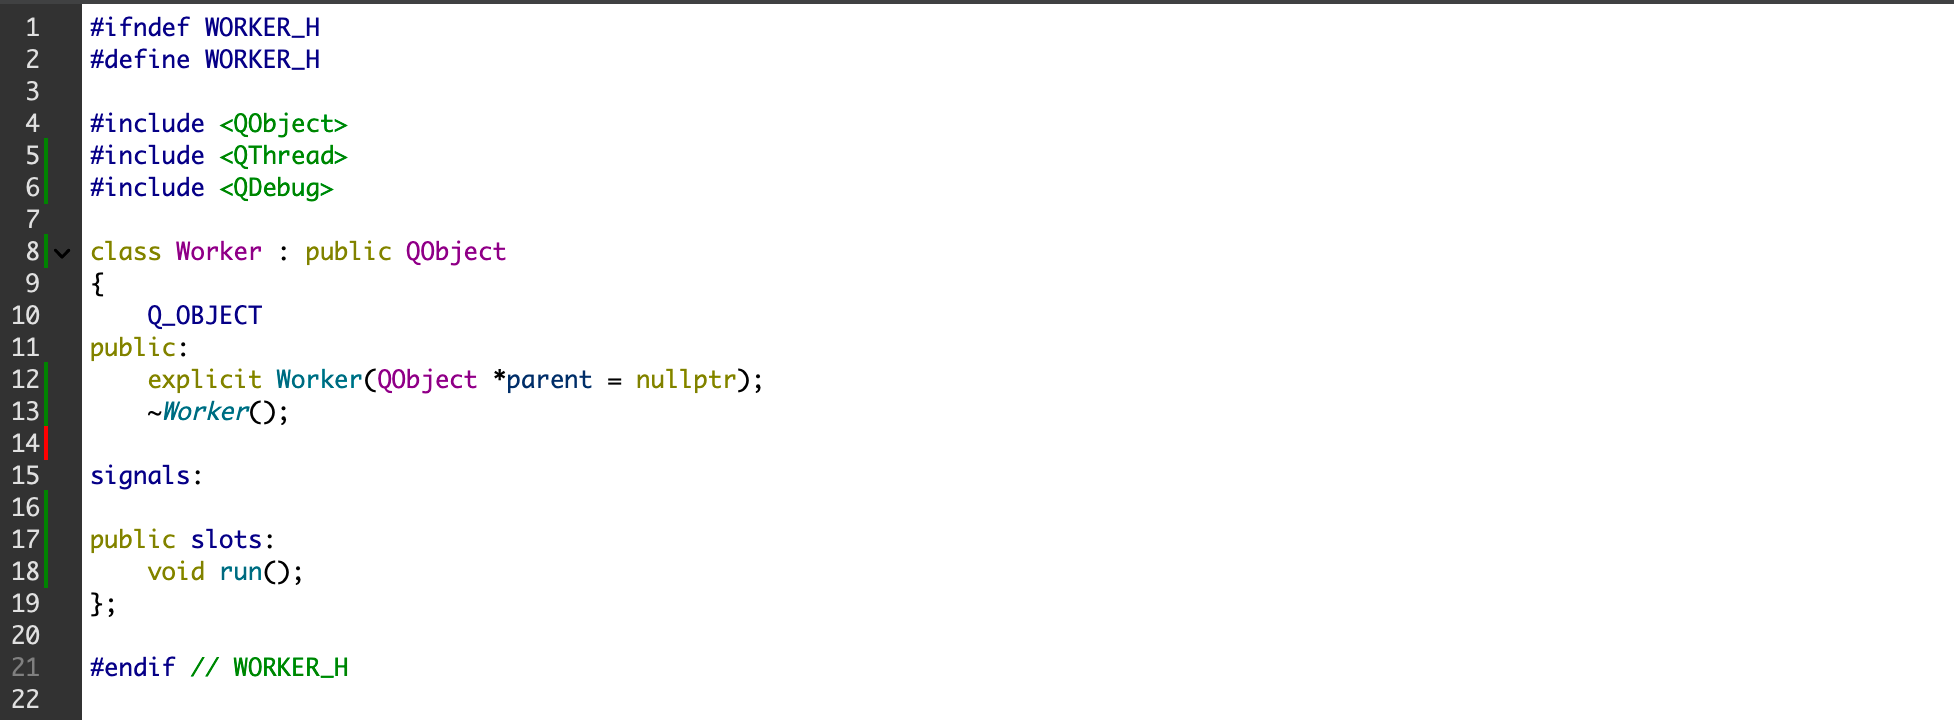 1 #ifndef WORKER_H
2 #define WORKER_H
3
4 #include <QObject>
5 #include <QThread>
6 #include <QDebug>
7
8 class Worker : public QObject
9 {
10     Q_OBJECT
11 public:
12     explicit Worker(QObject *parent = nullptr);
13     ~Worker();
14
15 signals:
16
17 public slots:
18     void run();
19 };
20
21 #endif // WORKER_H
22